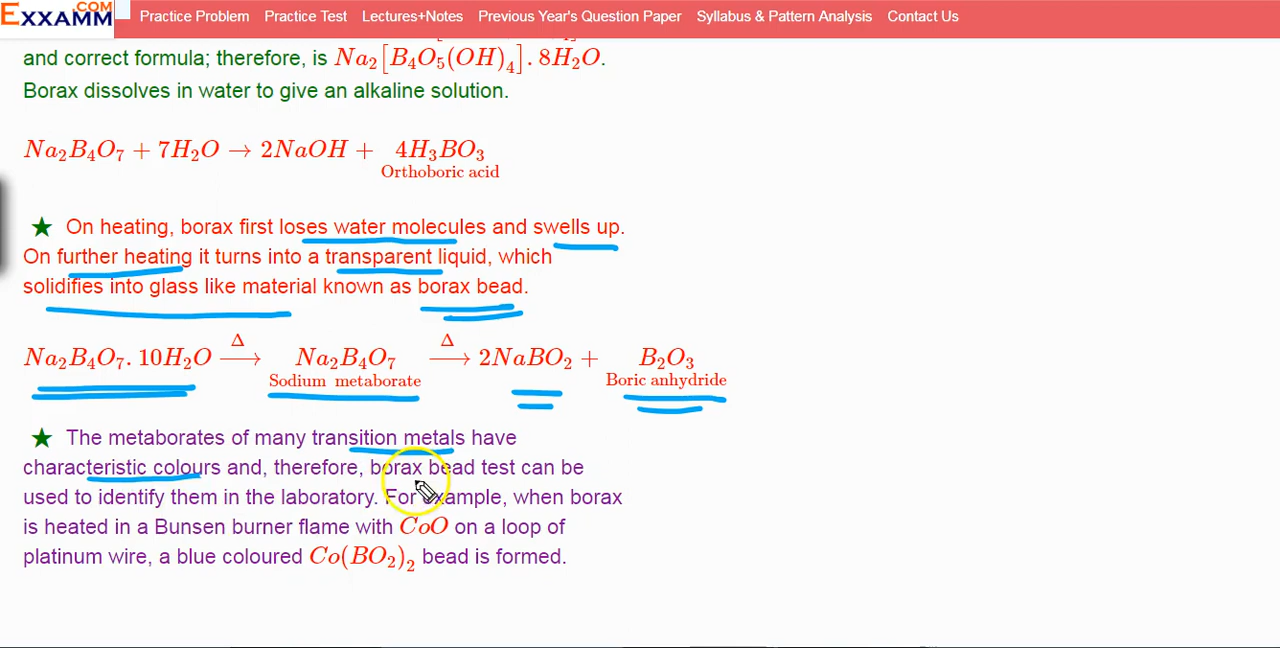 EXXAMM.COM
Practice Problem Practice Test Lectures+Notes Previous Year's Question Paper Syllabus & Pattern Analysis Contact Us
and correct formula; therefore, is Na₂[B₄O₅(OH)₄].8H₂O.
Borax dissolves in water to give an alkaline solution.
Na₂B₄O₇ + 7H₂O → 2NaOH + 4H₃BO₃
Orthoboric acid
★ On heating, borax first loses water molecules and swells up.
On further heating it turns into a transparent liquid, which
solidifies into glass like material known as borax bead.
Δ Δ
Na₂B₄O₇.10H₂O → Na₂B₄O₇ → 2NaBO₂ + B₂O₃
Sodium metaborate Boric anhydride
★ The metaborates of many transition metals have
characteristic colours and, therefore, borax bead test can be
used to identify them in the laboratory. For example, when borax
is heated in a Bunsen burner flame with CoO on a loop of
platinum wire, a blue coloured Co(BO₂)₂ bead is formed.